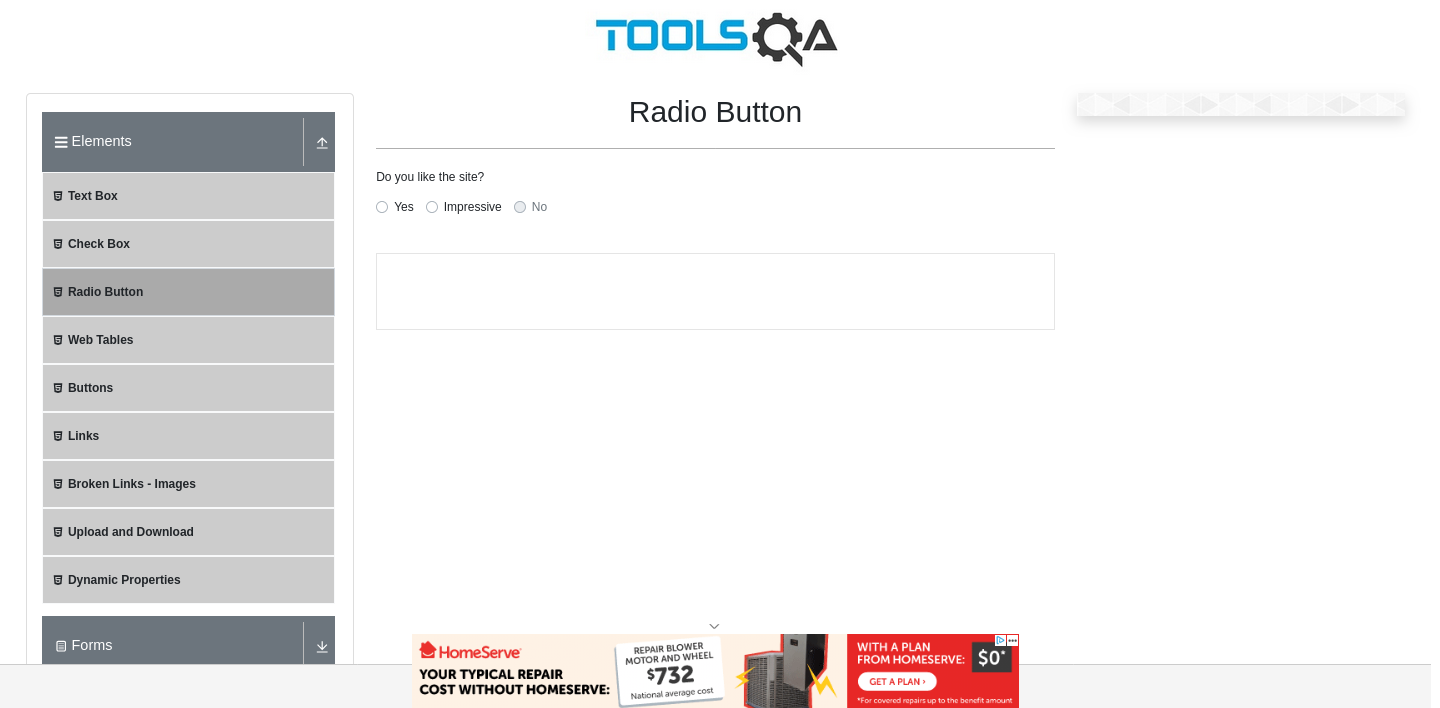 TOOLSQA
Elements
Text Box
Check Box
Radio Button
Web Tables
Buttons
Links
Broken Links - Images
Upload and Download
Dynamic Properties
Forms
Radio Button
Do you like the site?
Yes Impressive No
HomeServe
YOUR TYPICAL REPAIR
COST WITHOUT HOMESERVE:
REPAIR BLOWER
MOTOR AND WHEEL
$732
National average cost
WITH A PLAN
FROM HOMESERVE: $0*
GET A PLAN ›
*For covered repairs up to the benefit amount